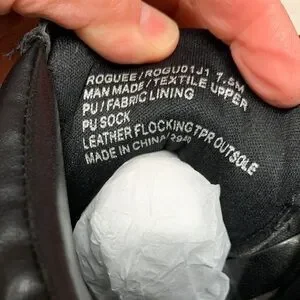 ROGUEE/ROGU01J1 7.5M
MAN MADE/TEXTILE UPPER
PU/FABRIC LINING
PU SOCK
LEATHER FLOCKING TPR OUTSOLE
MADE IN CHINA